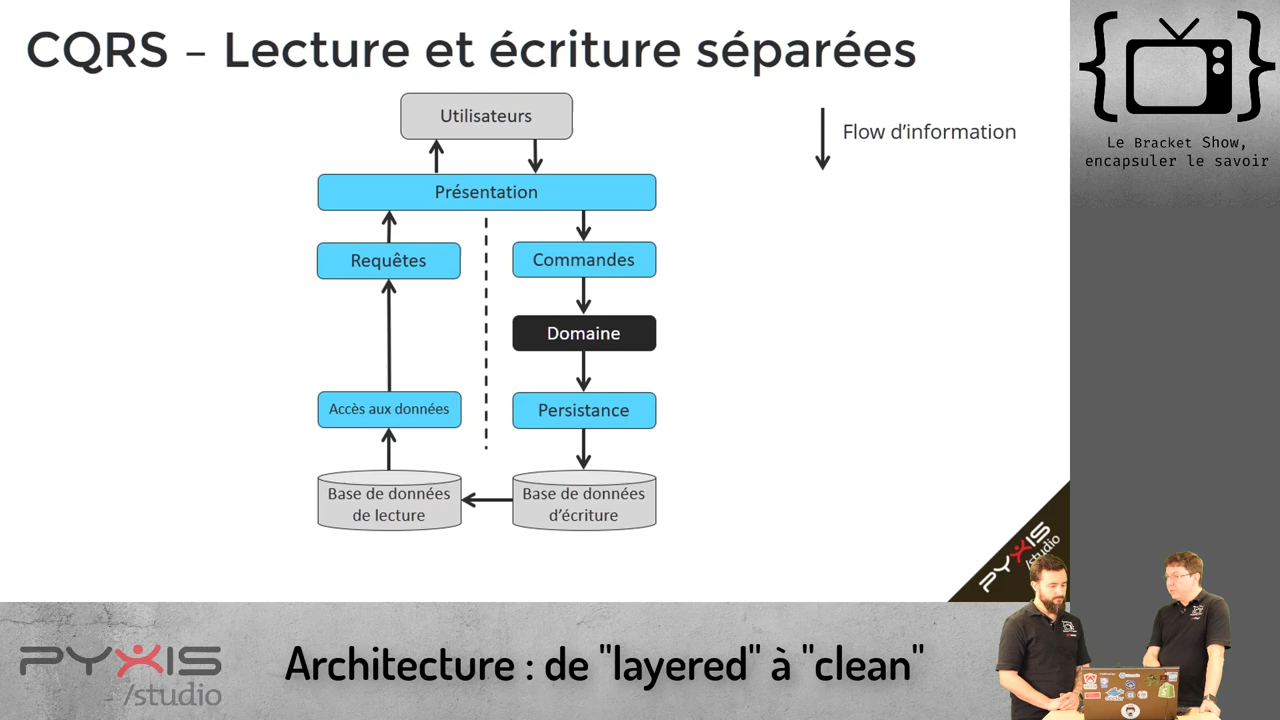 CQRS – Lecture et écriture séparées
Utilisateurs
Flow d'information
Présentation
Requêtes
Commandes
Domaine
Accès aux données
Persistance
Base de données
de lecture
Base de données
d'écriture
Le Bracket Show,
encapsuler le savoir
PYXIS
/studio
PYXIS
/studio
Architecture : de "layered" à "clean"